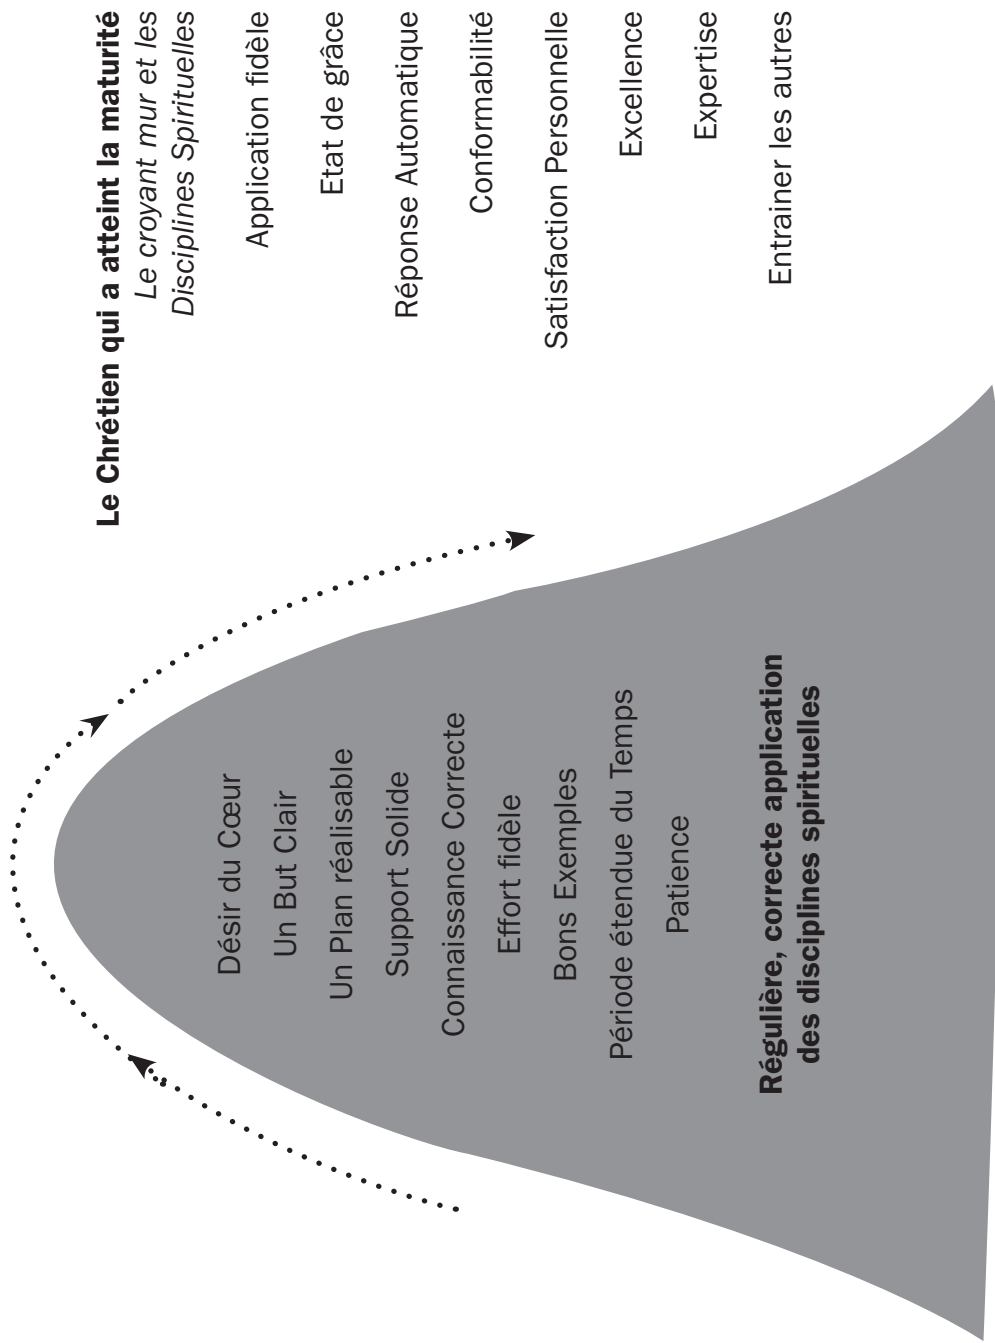 Désir du Cœur
Un But Clair
Un Plan réalisable
Support Solide
Connaissance Correcte
Effort fidèle
Bons Exemples
Période étendue du Temps
Patience
Régulière, correcte application
des disciplines spirituelles
Le Chrétien qui a atteint la maturité
Le croyant mur et les
Disciplines Spirituelles
Application fidèle
Etat de grâce
Réponse Automatique
Conformabilité
Satisfaction Personnelle
Excellence
Expertise
Entrainer les autres